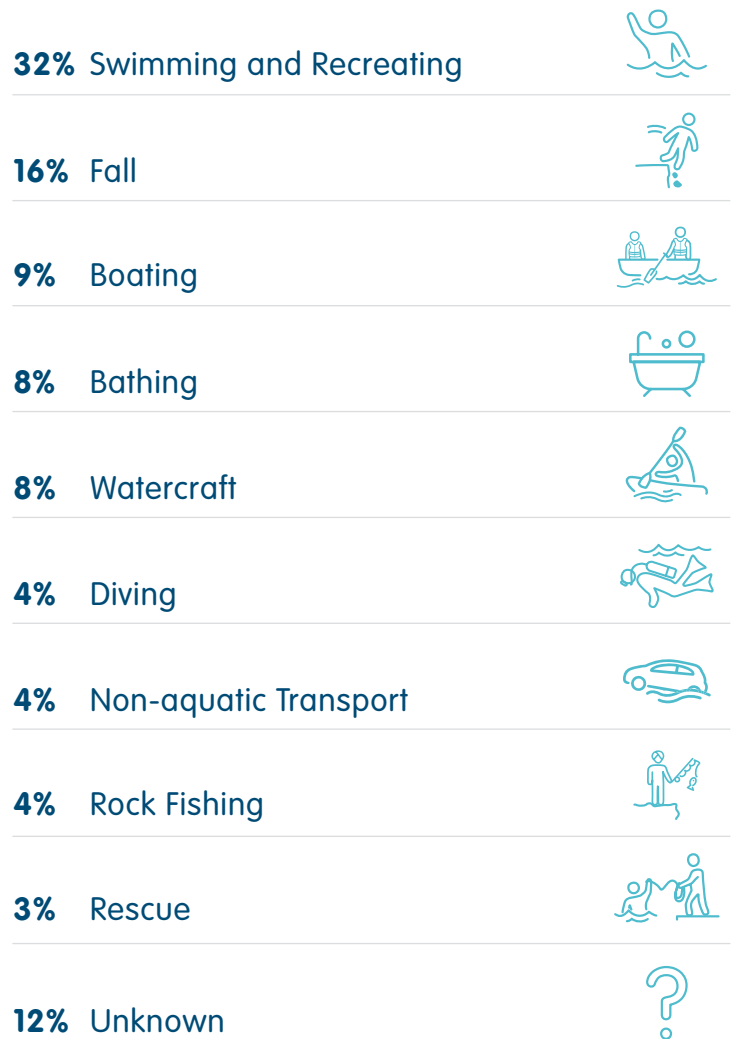 32% Swimming and Recreating
16% Fall
9% Boating
8% Bathing
8% Watercraft
4% Diving
4% Non-aquatic Transport
4% Rock Fishing
3% Rescue
12% Unknown